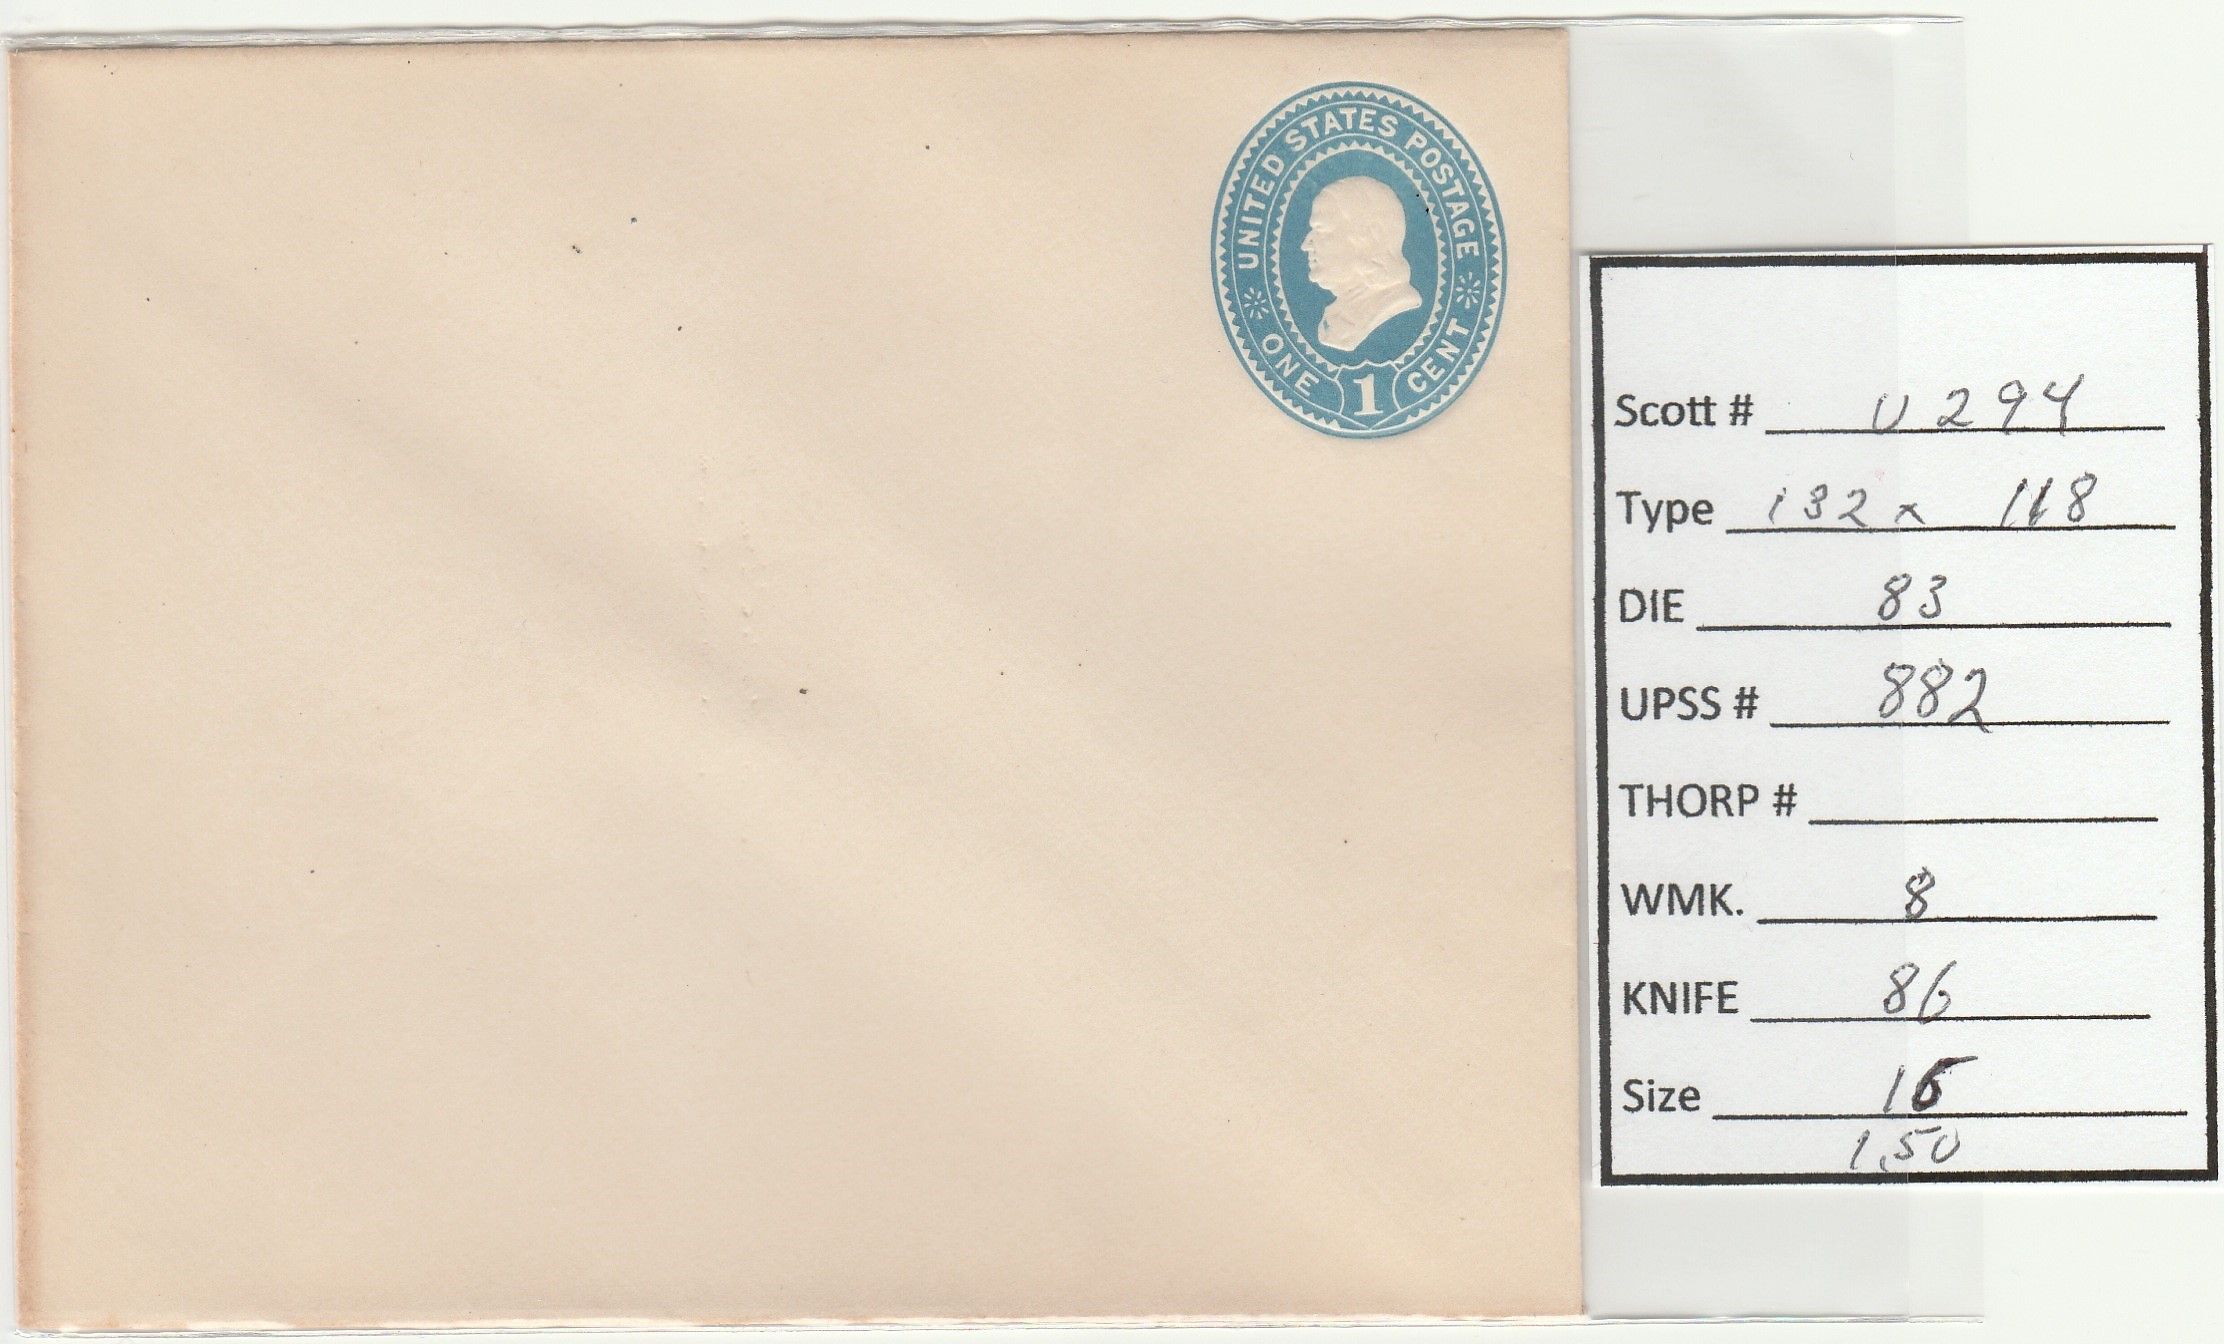 UNITED STATES POSTAGE
ONE 1 CENT
Scott # U294
Type 132 x 118
DIE 83
UPSS # 882
THORP #
WMK. 8
KNIFE 86
Size 16
1.50